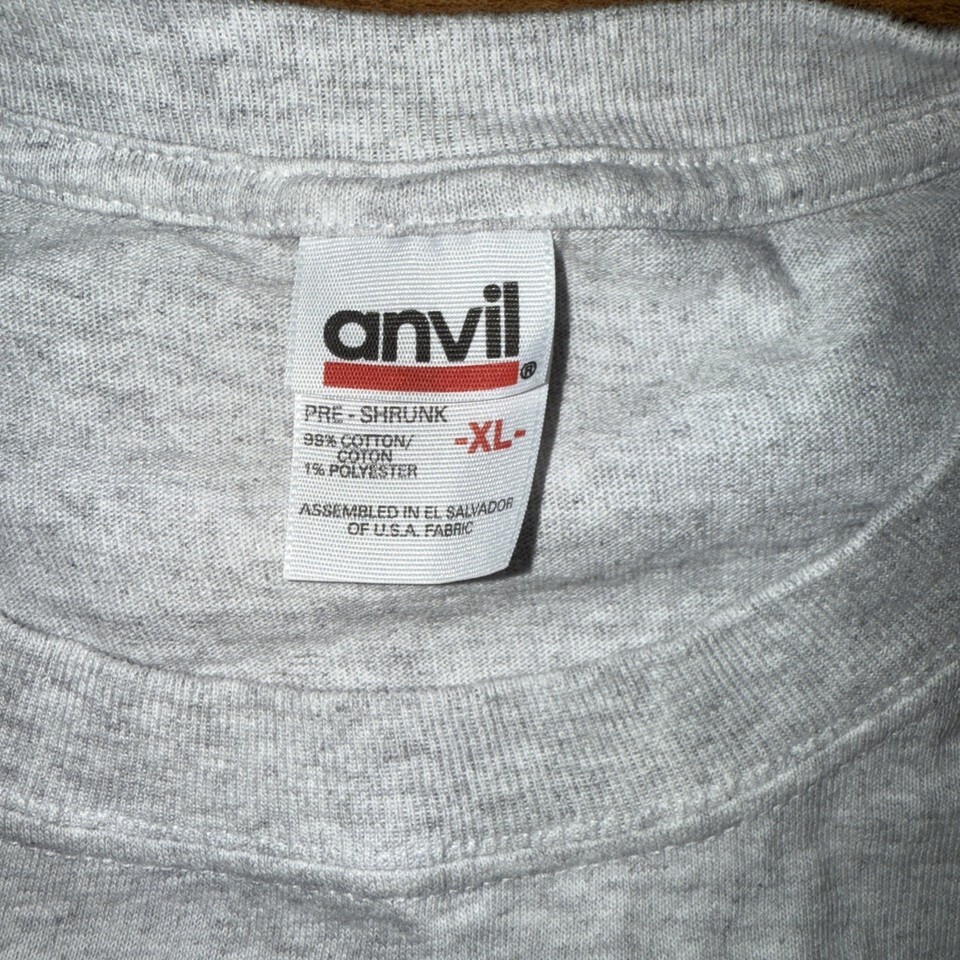 anvil®
PRE - SHRUNK
-XL-
99% COTTON/
COTON
1% POLYESTER
ASSEMBLED IN EL SALVADOR
OF U.S.A. FABRIC